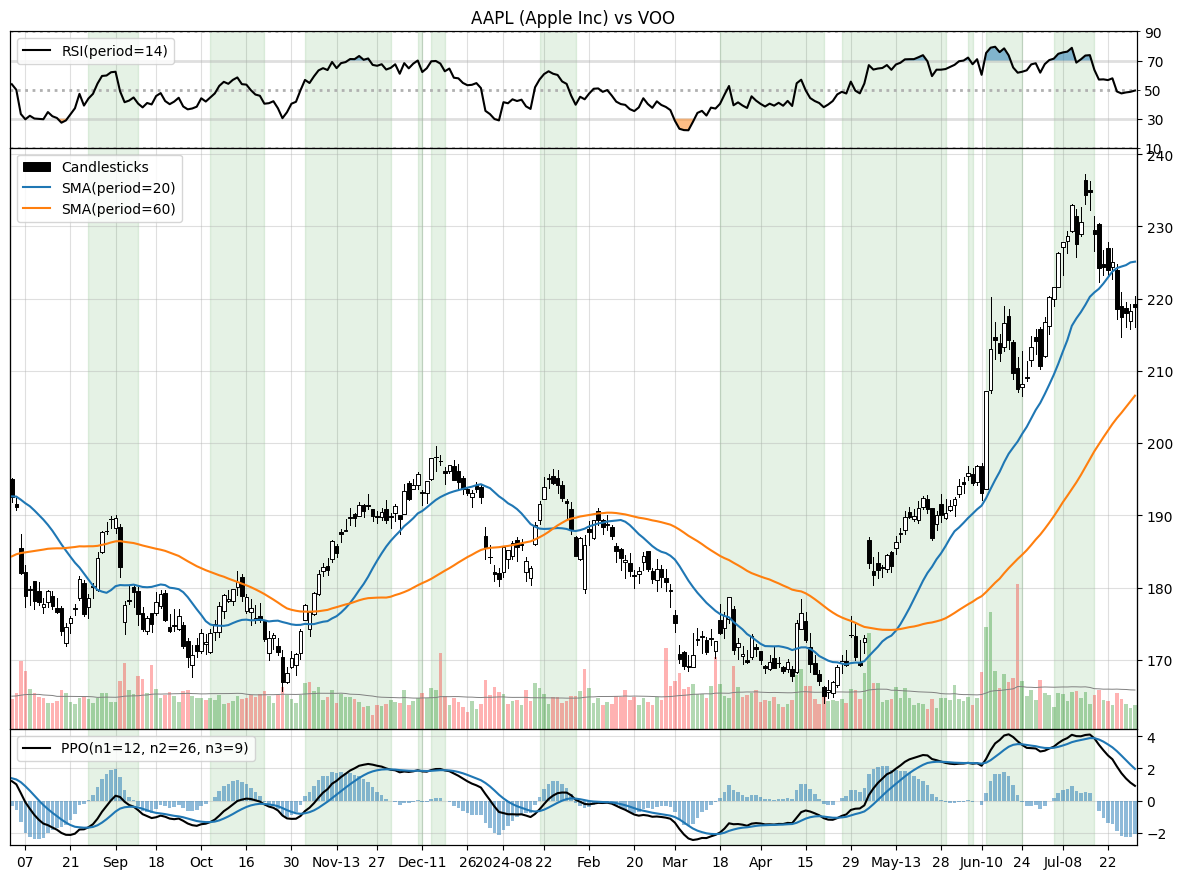 AAPL (Apple Inc) vs VOO
RSI(period=14)
90
70
50
30
10
Candlesticks
SMA(period=20)
SMA(period=60)
240
230
220
210
200
190
180
170
PPO(n1=12, n2=26, n3=9)
4
2
0
−2
07 21 Sep 18 Oct 16 30 Nov-13 27 Dec-11 26 2024-08 22 Feb 20 Mar 18 Apr 15 29 May-13 28 Jun-10 24 Jul-08 22